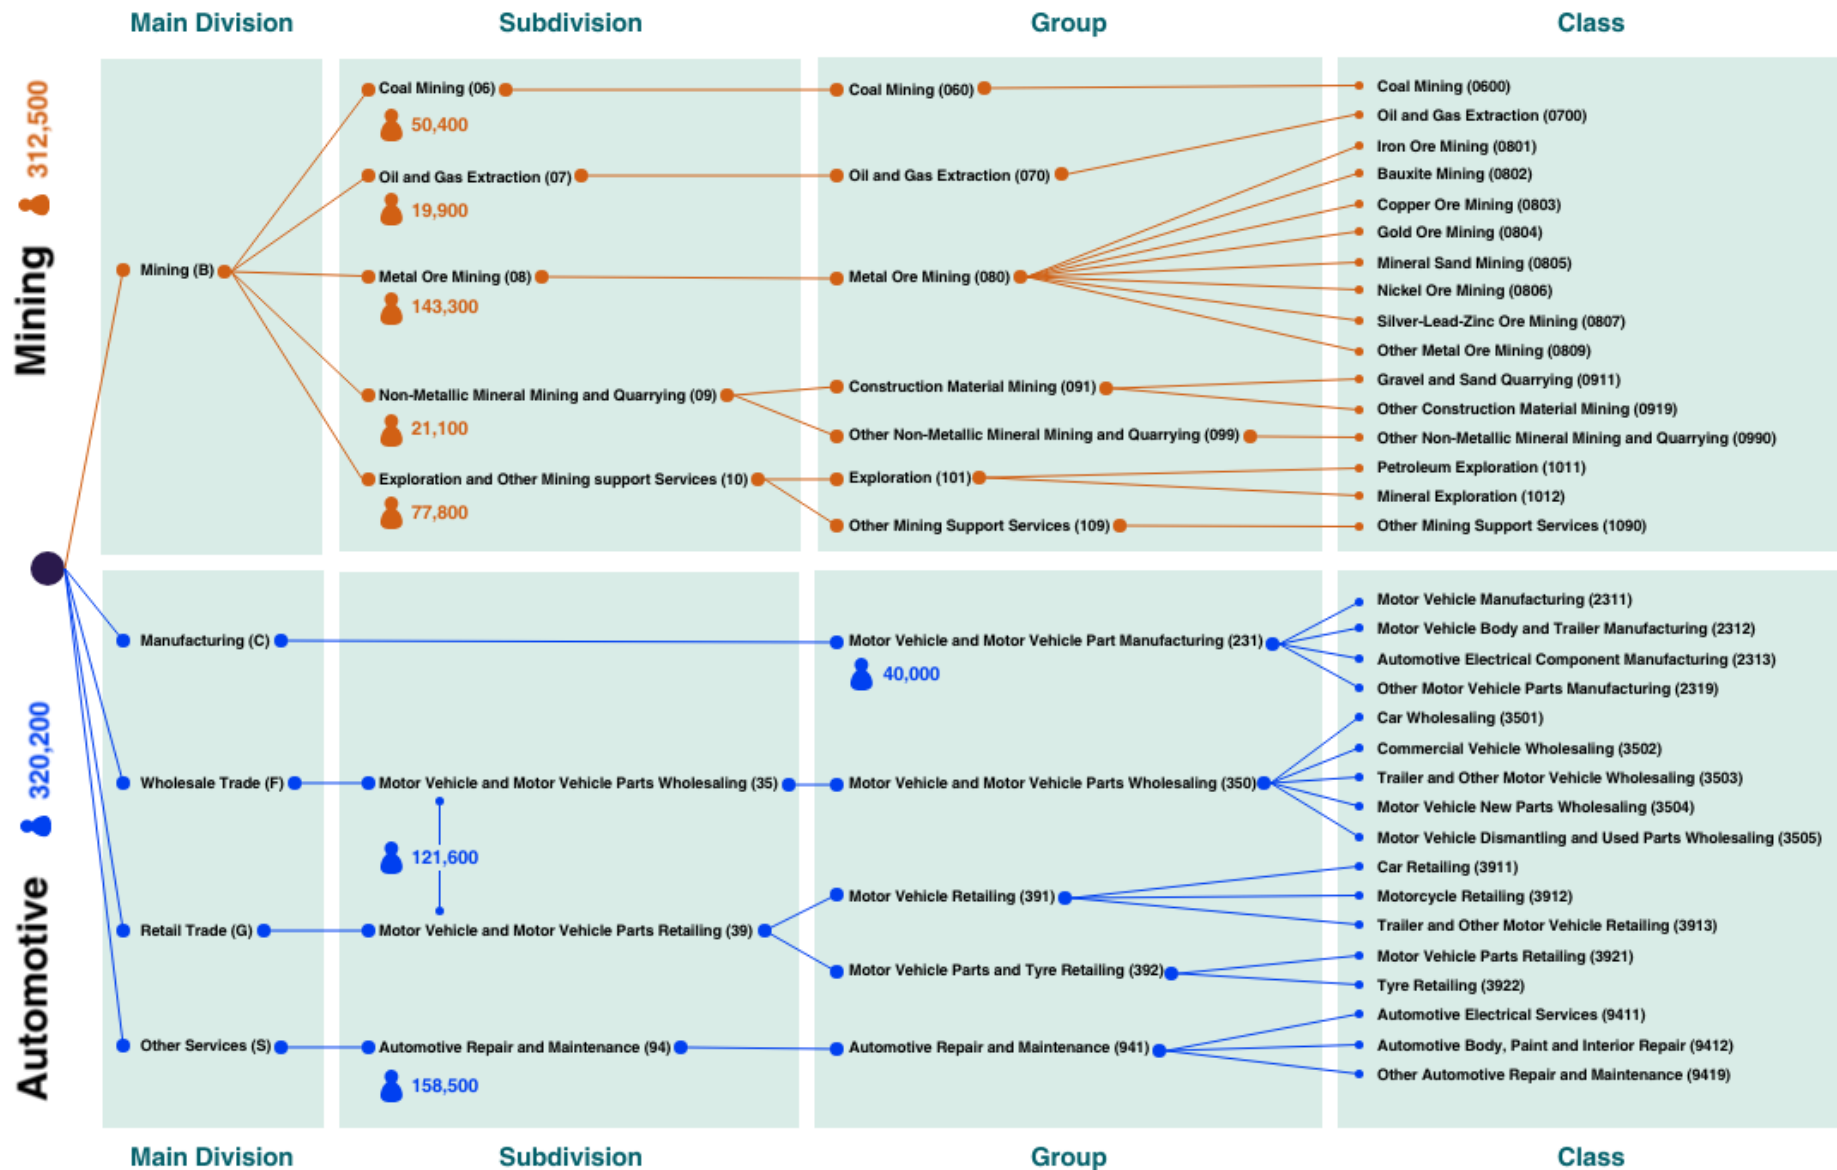 Main Division
Subdivision
Group
Class
Mining
312,500
Mining (B)
Coal Mining (06)
50,400
Oil and Gas Extraction (07)
19,900
Metal Ore Mining (08)
143,300
Non-Metallic Mineral Mining and Quarrying (09)
21,100
Exploration and Other Mining support Services (10)
77,800
Coal Mining (060)
Oil and Gas Extraction (070)
Metal Ore Mining (080)
Construction Material Mining (091)
Other Non-Metallic Mineral Mining and Quarrying (099)
Exploration (101)
Other Mining Support Services (109)
Coal Mining (0600)
Oil and Gas Extraction (0700)
Iron Ore Mining (0801)
Bauxite Mining (0802)
Copper Ore Mining (0803)
Gold Ore Mining (0804)
Mineral Sand Mining (0805)
Nickel Ore Mining (0806)
Silver-Lead-Zinc Ore Mining (0807)
Other Metal Ore Mining (0809)
Gravel and Sand Quarrying (0911)
Other Construction Material Mining (0919)
Other Non-Metallic Mineral Mining and Quarrying (0990)
Petroleum Exploration (1011)
Mineral Exploration (1012)
Other Mining Support Services (1090)
Automotive
320,200
Manufacturing (C)
Wholesale Trade (F)
Retail Trade (G)
Other Services (S)
Motor Vehicle and Motor Vehicle Parts Wholesaling (35)
121,600
Motor Vehicle and Motor Vehicle Parts Retailing (39)
Automotive Repair and Maintenance (94)
158,500
Motor Vehicle and Motor Vehicle Part Manufacturing (231)
40,000
Motor Vehicle and Motor Vehicle Parts Wholesaling (350)
Motor Vehicle Retailing (391)
Motor Vehicle Parts and Tyre Retailing (392)
Automotive Repair and Maintenance (941)
Motor Vehicle Manufacturing (2311)
Motor Vehicle Body and Trailer Manufacturing (2312)
Automotive Electrical Component Manufacturing (2313)
Other Motor Vehicle Parts Manufacturing (2319)
Car Wholesaling (3501)
Commercial Vehicle Wholesaling (3502)
Trailer and Other Motor Vehicle Wholesaling (3503)
Motor Vehicle New Parts Wholesaling (3504)
Motor Vehicle Dismantling and Used Parts Wholesaling (3505)
Car Retailing (3911)
Motorcycle Retailing (3912)
Trailer and Other Motor Vehicle Retailing (3913)
Motor Vehicle Parts Retailing (3921)
Tyre Retailing (3922)
Automotive Electrical Services (9411)
Automotive Body, Paint and Interior Repair (9412)
Other Automotive Repair and Maintenance (9419)
Main Division
Subdivision
Group
Class